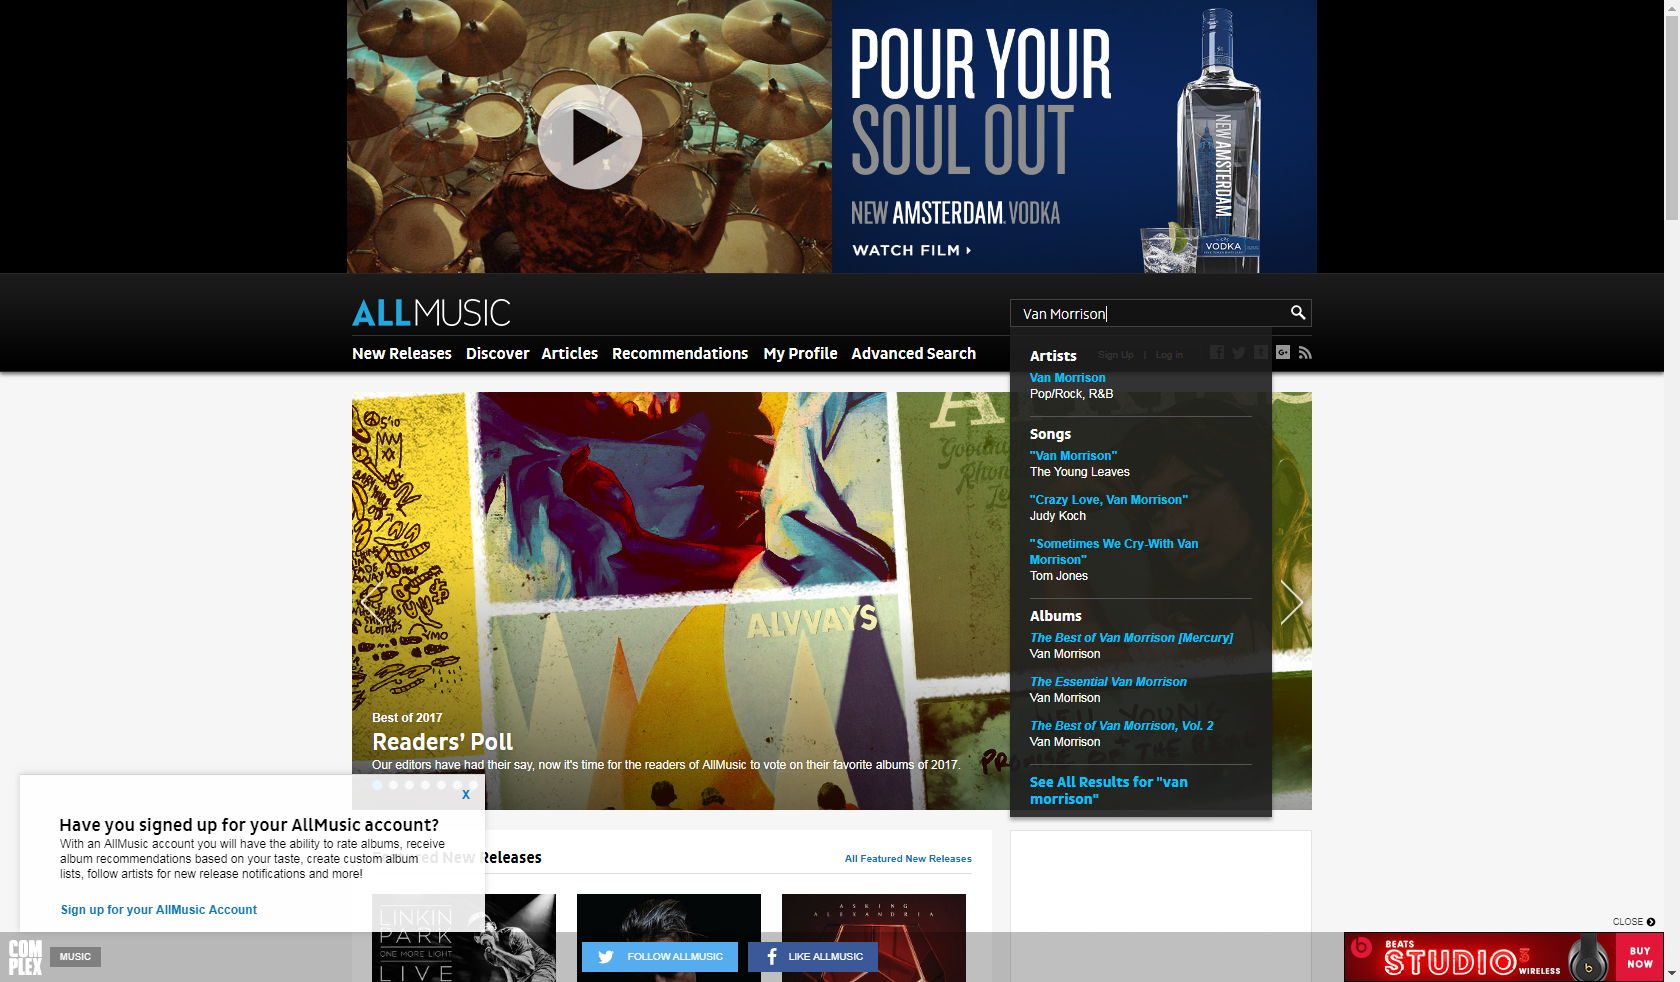 POUR YOUR
SOUL OUT
NEW AMSTERDAM. VODKA
WATCH FILM
NEW AMSTERDAM.
VODKA
ALLMUSIC
Van Morrison
New Releases Discover Articles Recommendations My Profile Advanced Search
Sign Up | Log in
Artists
Van Morrison
Pop/Rock, R&B
Songs
"Van Morrison"
The Young Leaves
"Crazy Love, Van Morrison"
Judy Koch
"Sometimes We Cry-With Van
Morrison"
Tom Jones
Albums
The Best of Van Morrison [Mercury]
Van Morrison
The Essential Van Morrison
Van Morrison
The Best of Van Morrison, Vol. 2
Van Morrison
See All Results for "van
morrison"
ALVVAYS
Best of 2017
Readers' Poll
Our editors have had their say, now it's time for the readers of AllMusic to vote on their favorite albums of 2017.
X
Have you signed up for your AllMusic account?
With an AllMusic account you will have the ability to rate albums, receive
album recommendations based on your taste, create custom album
lists, follow artists for new release notifications and more!
Sign up for your AllMusic Account
Featured New Releases
All Featured New Releases
LINKIN
PARK
ONE MORE LIGHT
LIVE
ASKING
ALEXANDRIA
COMPLEX
MUSIC
FOLLOW ALLMUSIC
LIKE ALLMUSIC
CLOSE
BEATS
STUDIO3
WIRELESS
BUY
NOW